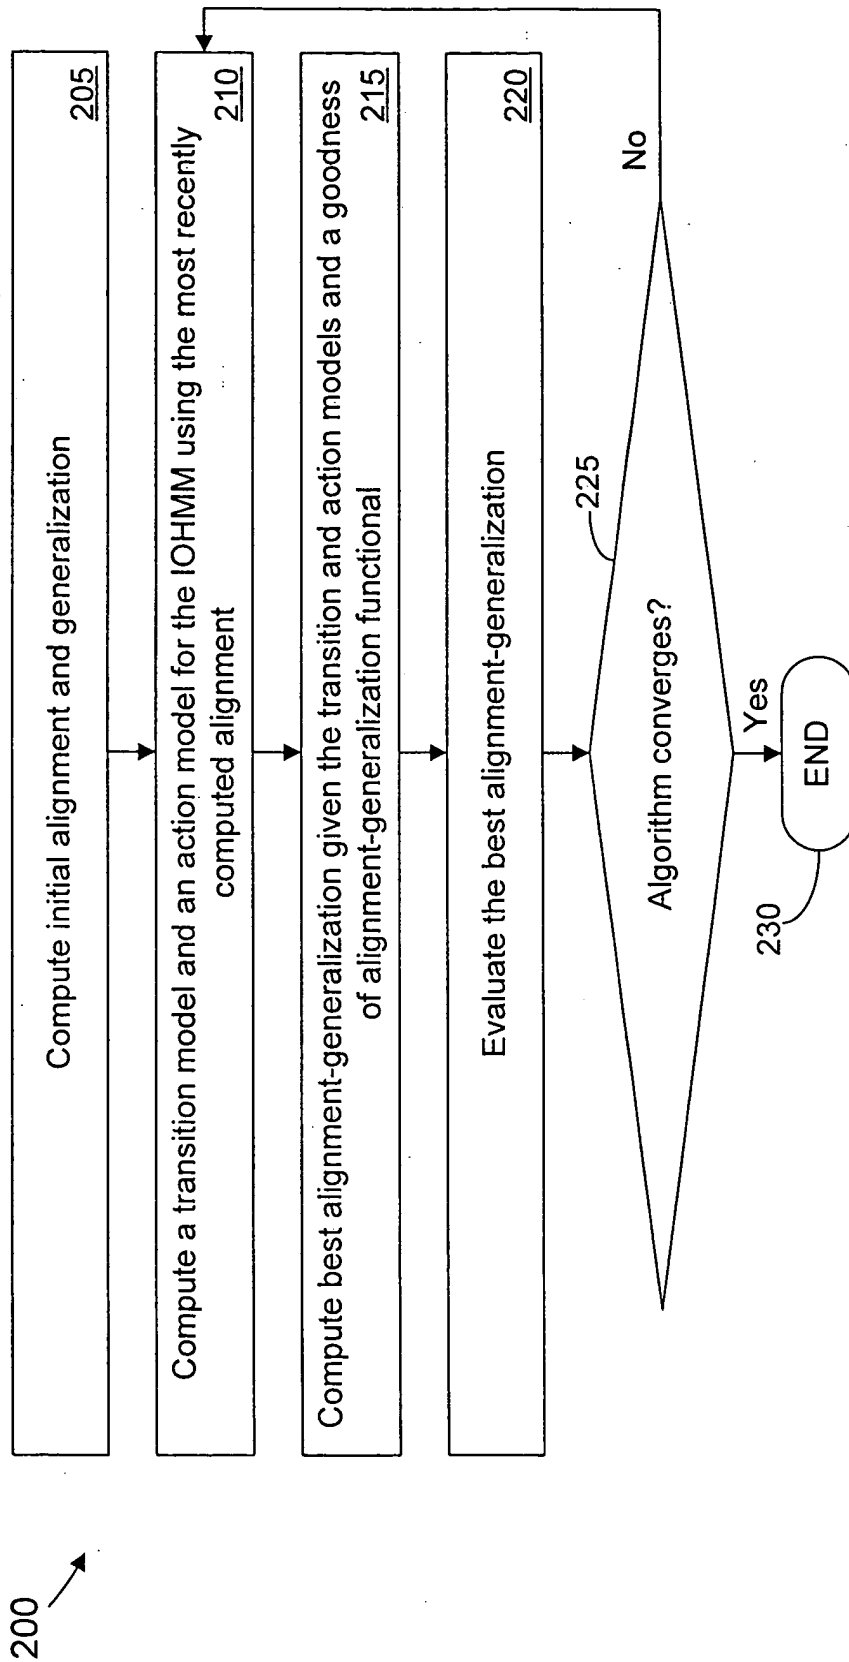 200
Compute initial alignment and generalization
205
Compute a transition model and an action model for the IOHMM using the most recently
computed alignment
210
Compute best alignment-generalization given the transition and action models and a goodness
of alignment-generalization functional
215
Evaluate the best alignment-generalization
220
225
Algorithm converges?
No
Yes
230
END